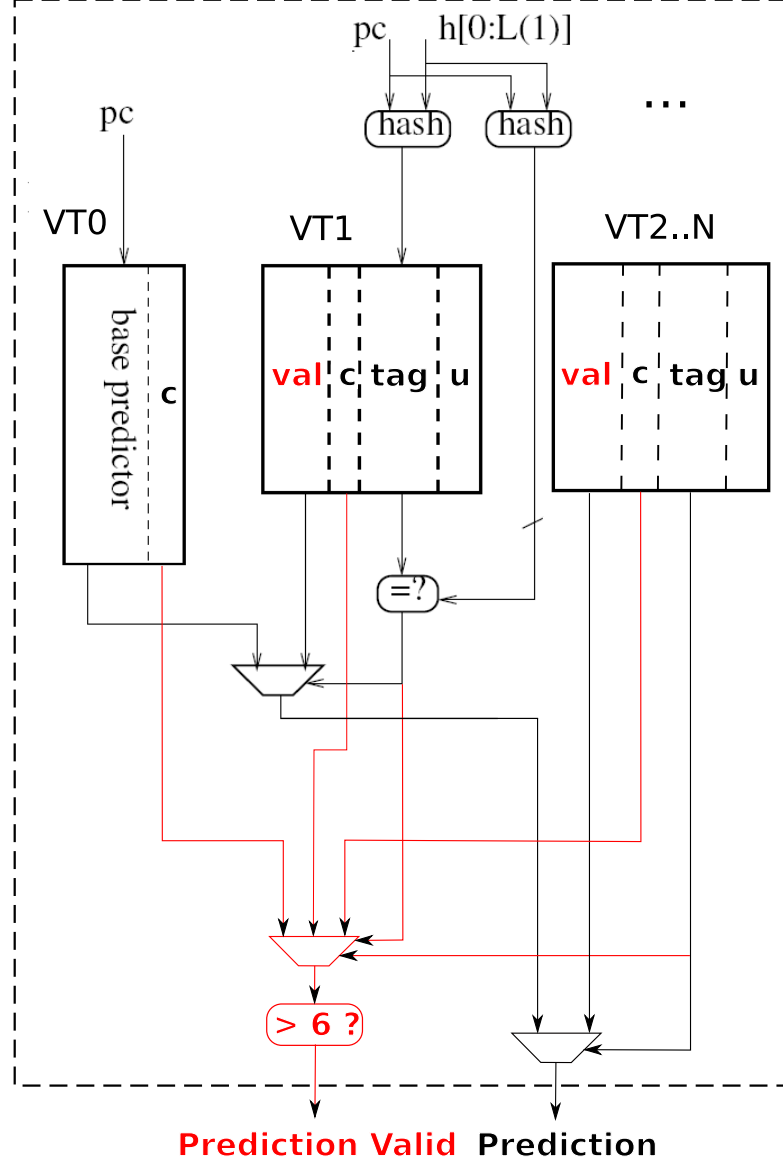 pc h[0:L(1)]
hash hash ...
pc
VT0 VT1 VT2..N
base predictor
c
val c tag u
val c tag u
=?
> 6 ?
Prediction Valid Prediction